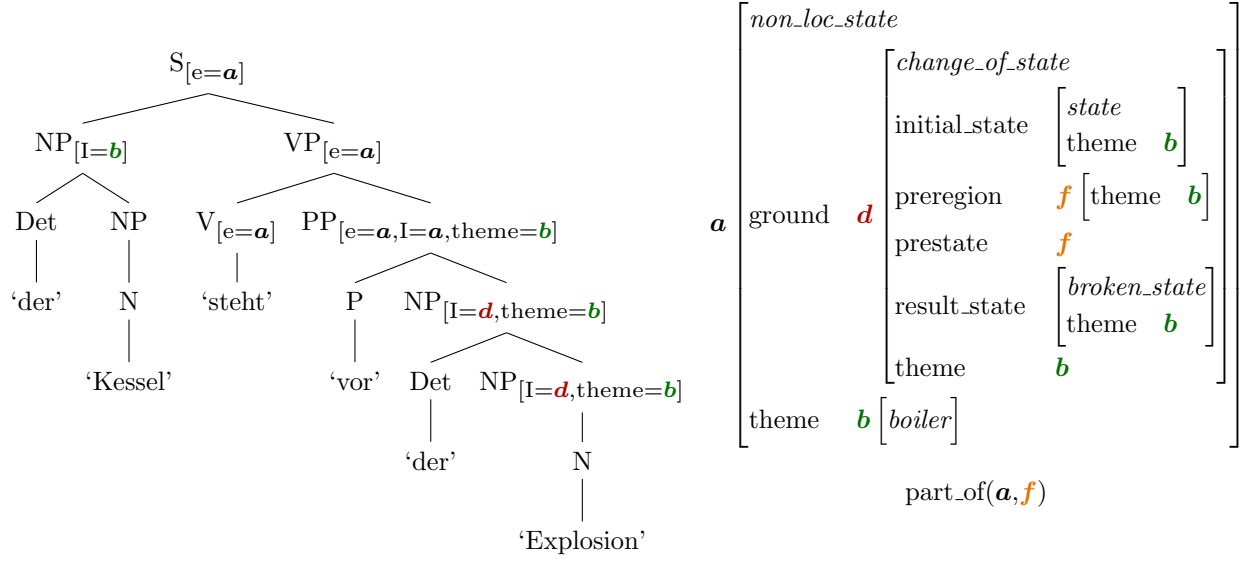 S[e=a]
NP[I=b] VP[e=a]
Det NP V[e=a] PP[e=a,I=a,theme=b]
‘der’ N ‘steht’ P NP[I=d,theme=b]
‘Kessel’ ‘vor’ Det NP[I=d,theme=b]
‘der’ N
‘Explosion’
non_loc_state
change_of_state
initial_state state
theme b
a ground d preregion f [theme b]
prestate f
result_state broken_state
theme b
theme b
theme b [boiler]
part_of(a,f)